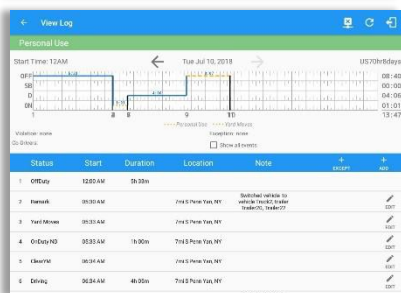 View Log
Personal Use
Start Time: 12AM
Tue Jul 10, 2018
US70hr8days
OFF
SB
D
ON
08:40
00:00
04:06
01:01
13:47
Personal Use
Yard Moves
Violation: none
Exception: none
Co Drivers:
Show all events
Status Start Duration Location Note EXCEPT ADD
1 OffDuty 12:00 AM 5h 33m
2 Remark 05:33 AM 7mi S Penn Yan, NY Switched vehicle to vehicle Truck2, trailer Trailer20, Trailer22 EDIT
3 Yard Moves 05:33 AM 7mi S Penn Yan, NY EDIT
4 OnDuty ND 05:33 AM 1h 00m 7mi S Penn Yan, NY EDIT
5 ClearYM 06:34 AM 7mi S Penn Yan, NY EDIT
6 Driving 06:34 AM 4h 06m 7mi S Penn Yan, NY EDIT